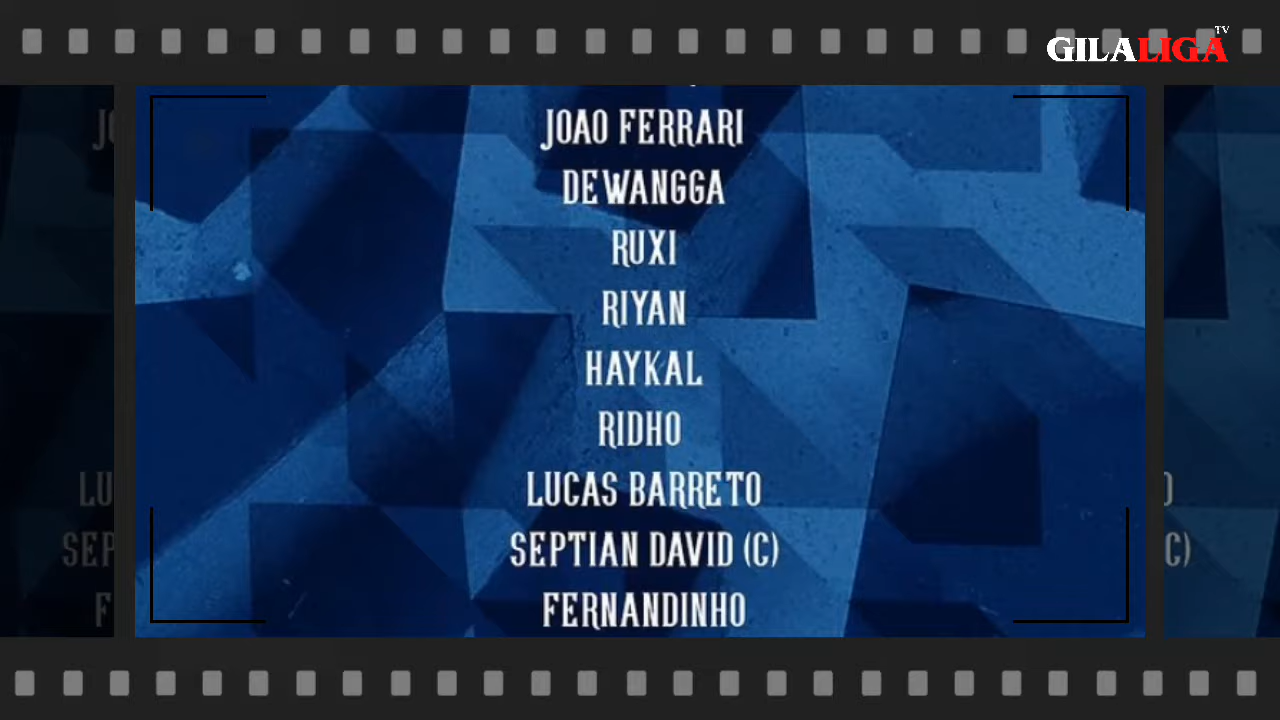 GILALIGA TV
JOAO FERRARI
DEWANGGA
RUXI
RIYAN
HAYKAL
RIDHO
LUCAS BARRETO
SEPTIAN DAVID (C)
FERNANDINHO